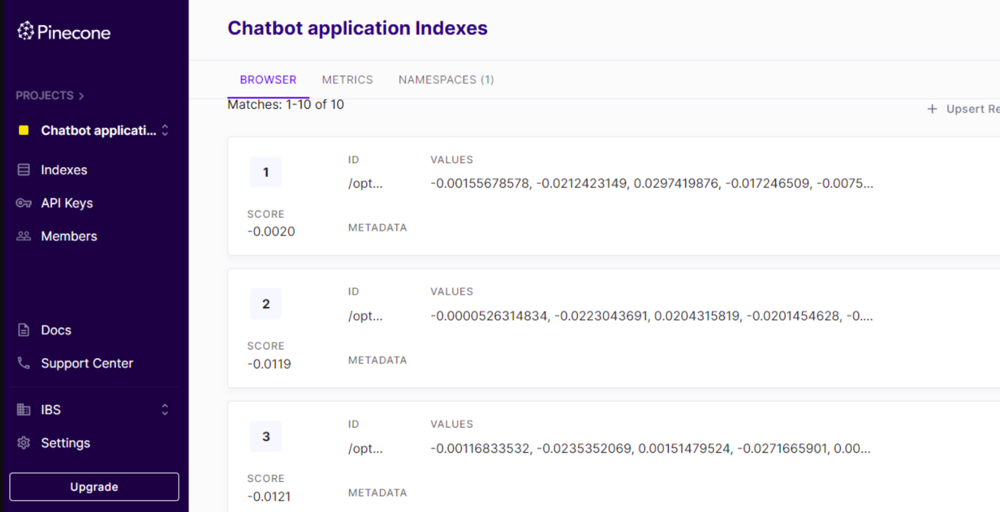 Pinecone
PROJECTS
Chatbot applicati...
Indexes
API Keys
Members
Docs
Support Center
IBS
Settings
Upgrade
Chatbot application Indexes
BROWSER METRICS NAMESPACES (1)
Matches: 1-10 of 10
+ Upsert Re
1 ID VALUES
/opt... -0.00155678578, -0.0212423149, 0.0297419876, -0.017246509, -0.0075...
SCORE
-0.0020
METADATA
2 ID VALUES
/opt... -0.0000526314834, -0.0223043691, 0.0204315819, -0.0201454628, -0....
SCORE
-0.0119
METADATA
3 ID VALUES
/opt... -0.00116833532, -0.0235352069, 0.00151479524, -0.0271665901, 0.00...
SCORE
-0.0121
METADATA